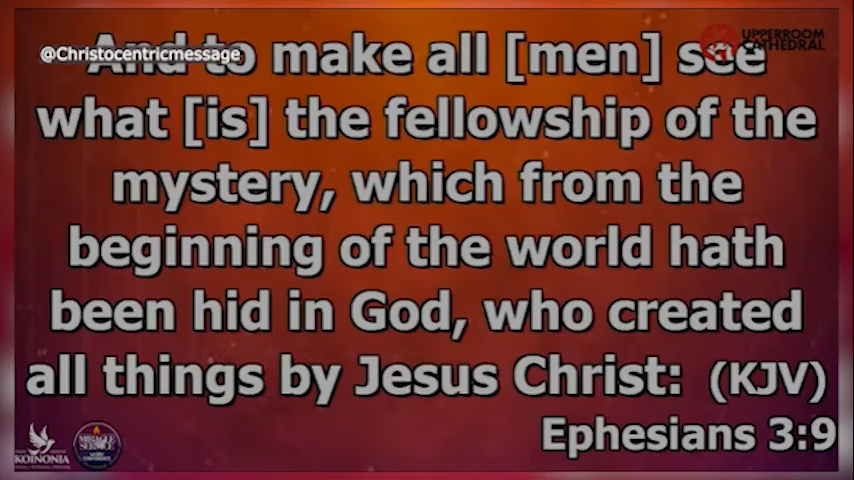 @Christocentricmessage
UPPERROOM
CATHEDRAL
And to make all [men] see
what [is] the fellowship of the
mystery, which from the
beginning of the world hath
been hid in God, who created
all things by Jesus Christ: (KJV)
Ephesians 3:9
KOINONIA
MIRACLE
SERVICE